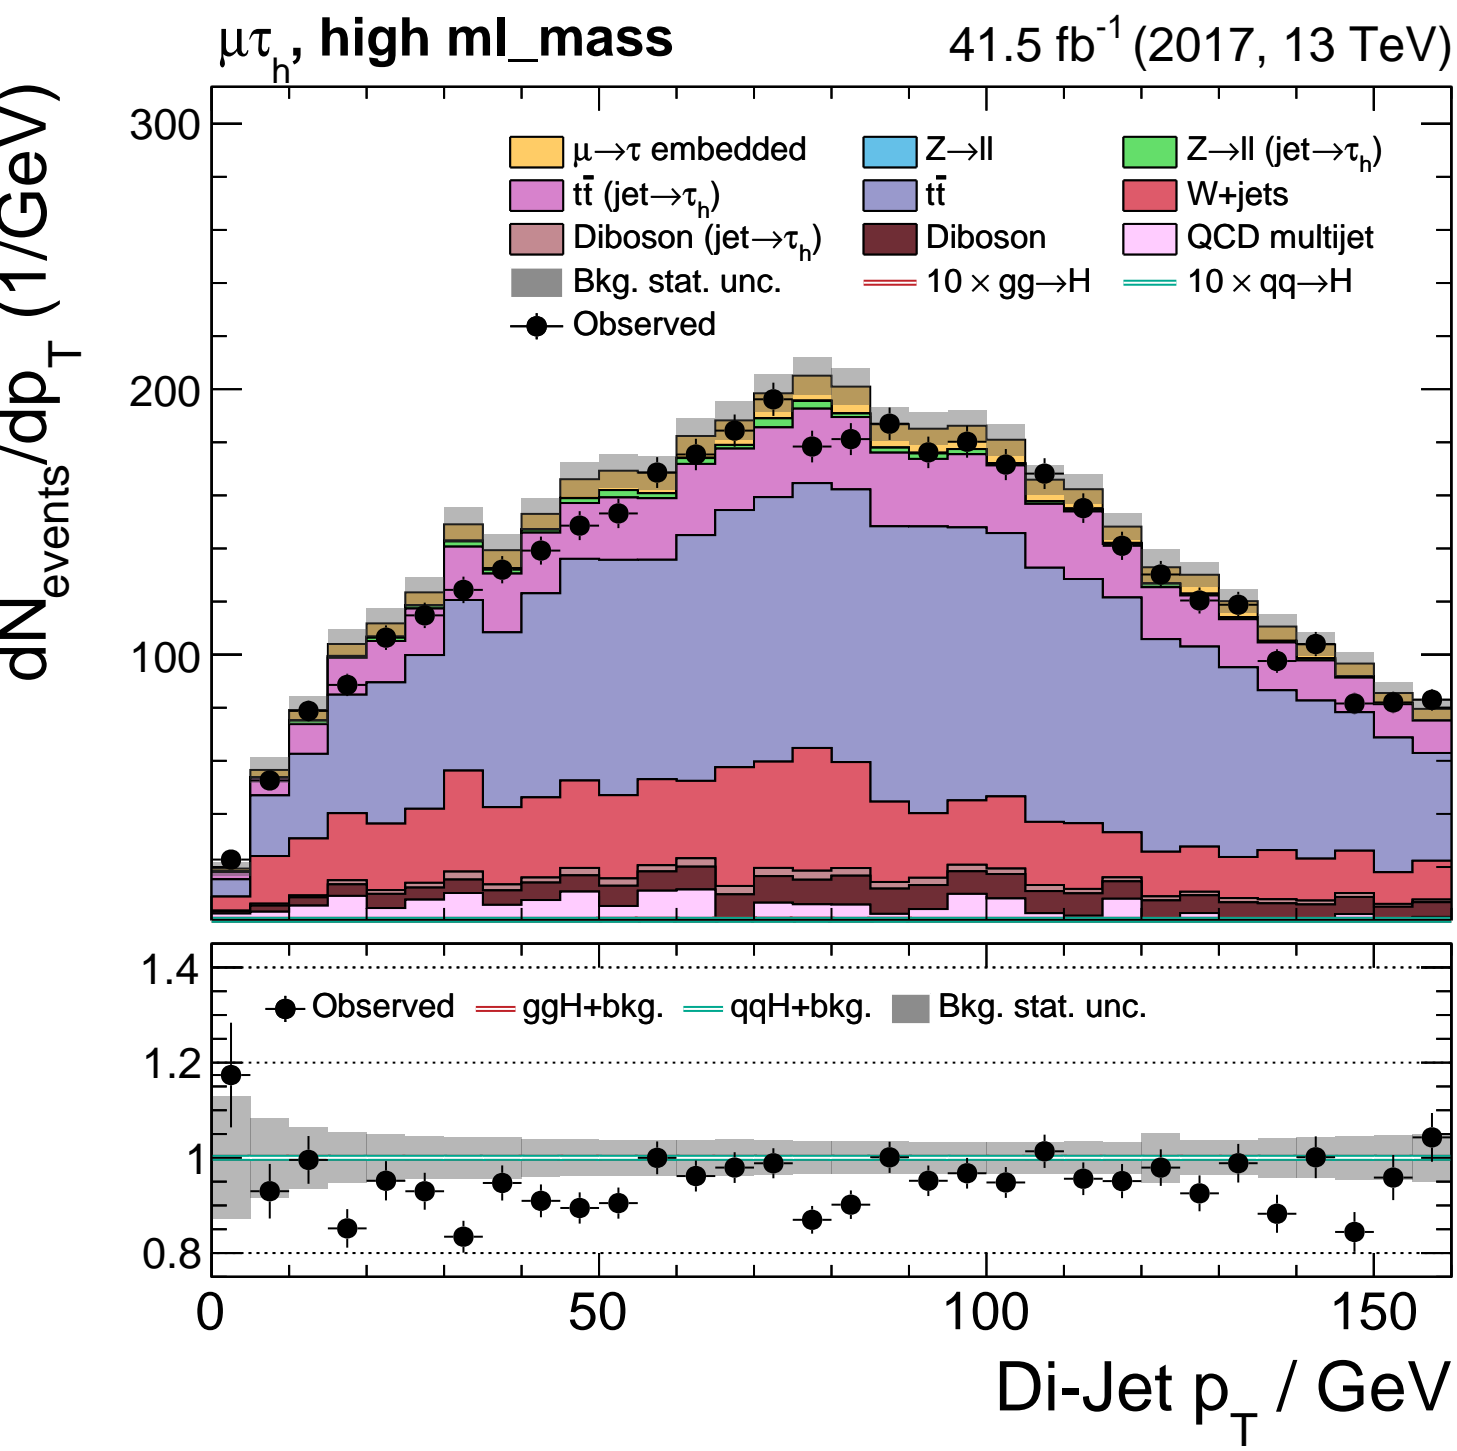 μτh, high ml_mass 41.5 fb-1 (2017, 13 TeV)
dNevents/dpT (1/GeV)
300
200
100
μ→τ embedded Z→ll Z→ll (jet→τh)
tt̄ (jet→τh) tt̄ W+jets
Diboson (jet→τh) Diboson QCD multijet
Bkg. stat. unc. 10 × gg→H 10 × qq→H
Observed
1.4
1.2
1
0.8
Observed ggH+bkg. qqH+bkg. Bkg. stat. unc.
0 50 100 150
Di-Jet pT / GeV